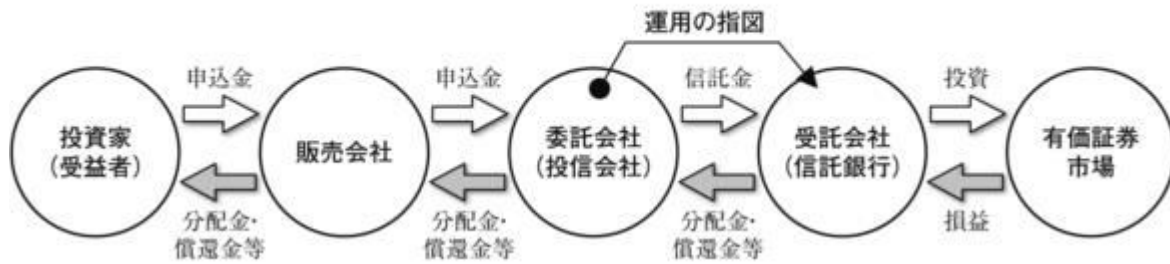 運用の指図
申込金
申込金
信託金
投資
投資家
(受益者)
販売会社
委託会社
(投信会社)
受託会社
(信託銀行)
有価証券
市場
分配金・
償還金等
分配金・
償還金等
分配金・
償還金等
損益